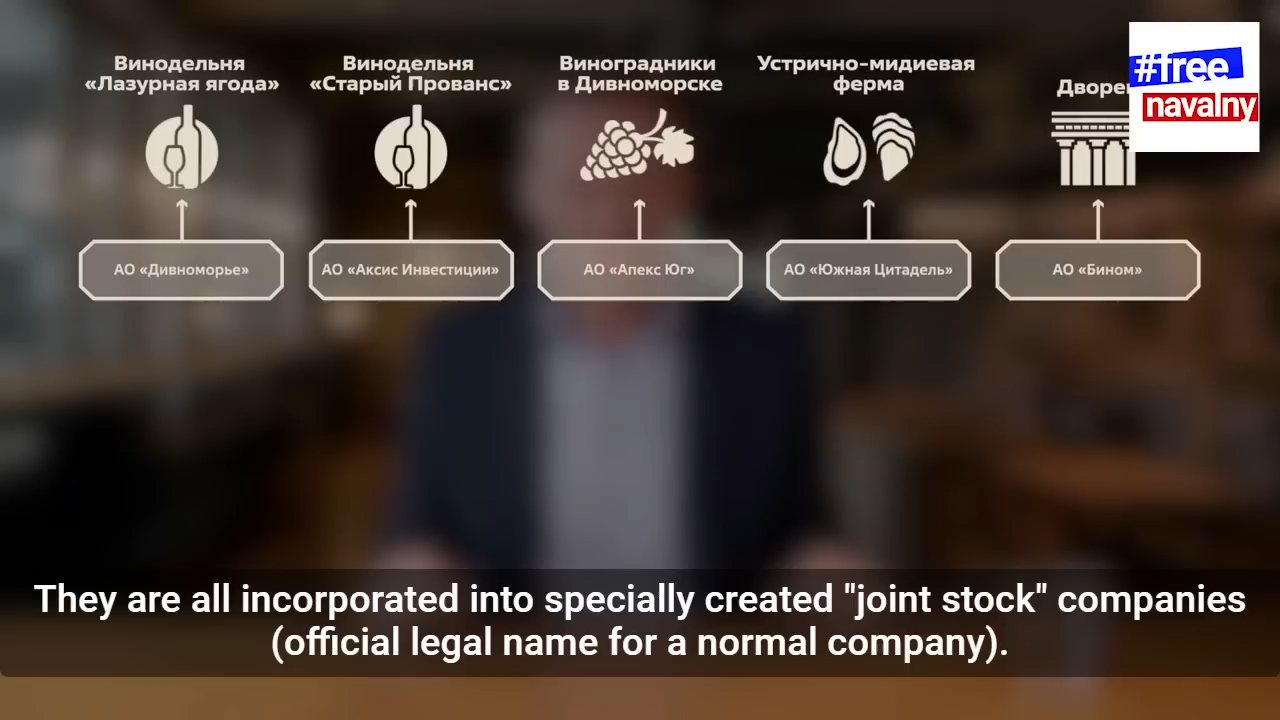 Винодельня
«Лазурная ягода»
Винодельня
«Старый Прованс»
Виноградники
в Дивноморске
Устрично-мидиевая
ферма
#free
navalny
АО «Дивноморье»
АО «Аксис Инвестиции»
АО «Апекс Юг»
АО «Южная Цитадель»
АО «Бином»
They are all incorporated into specially created "joint stock" companies
(official legal name for a normal company).